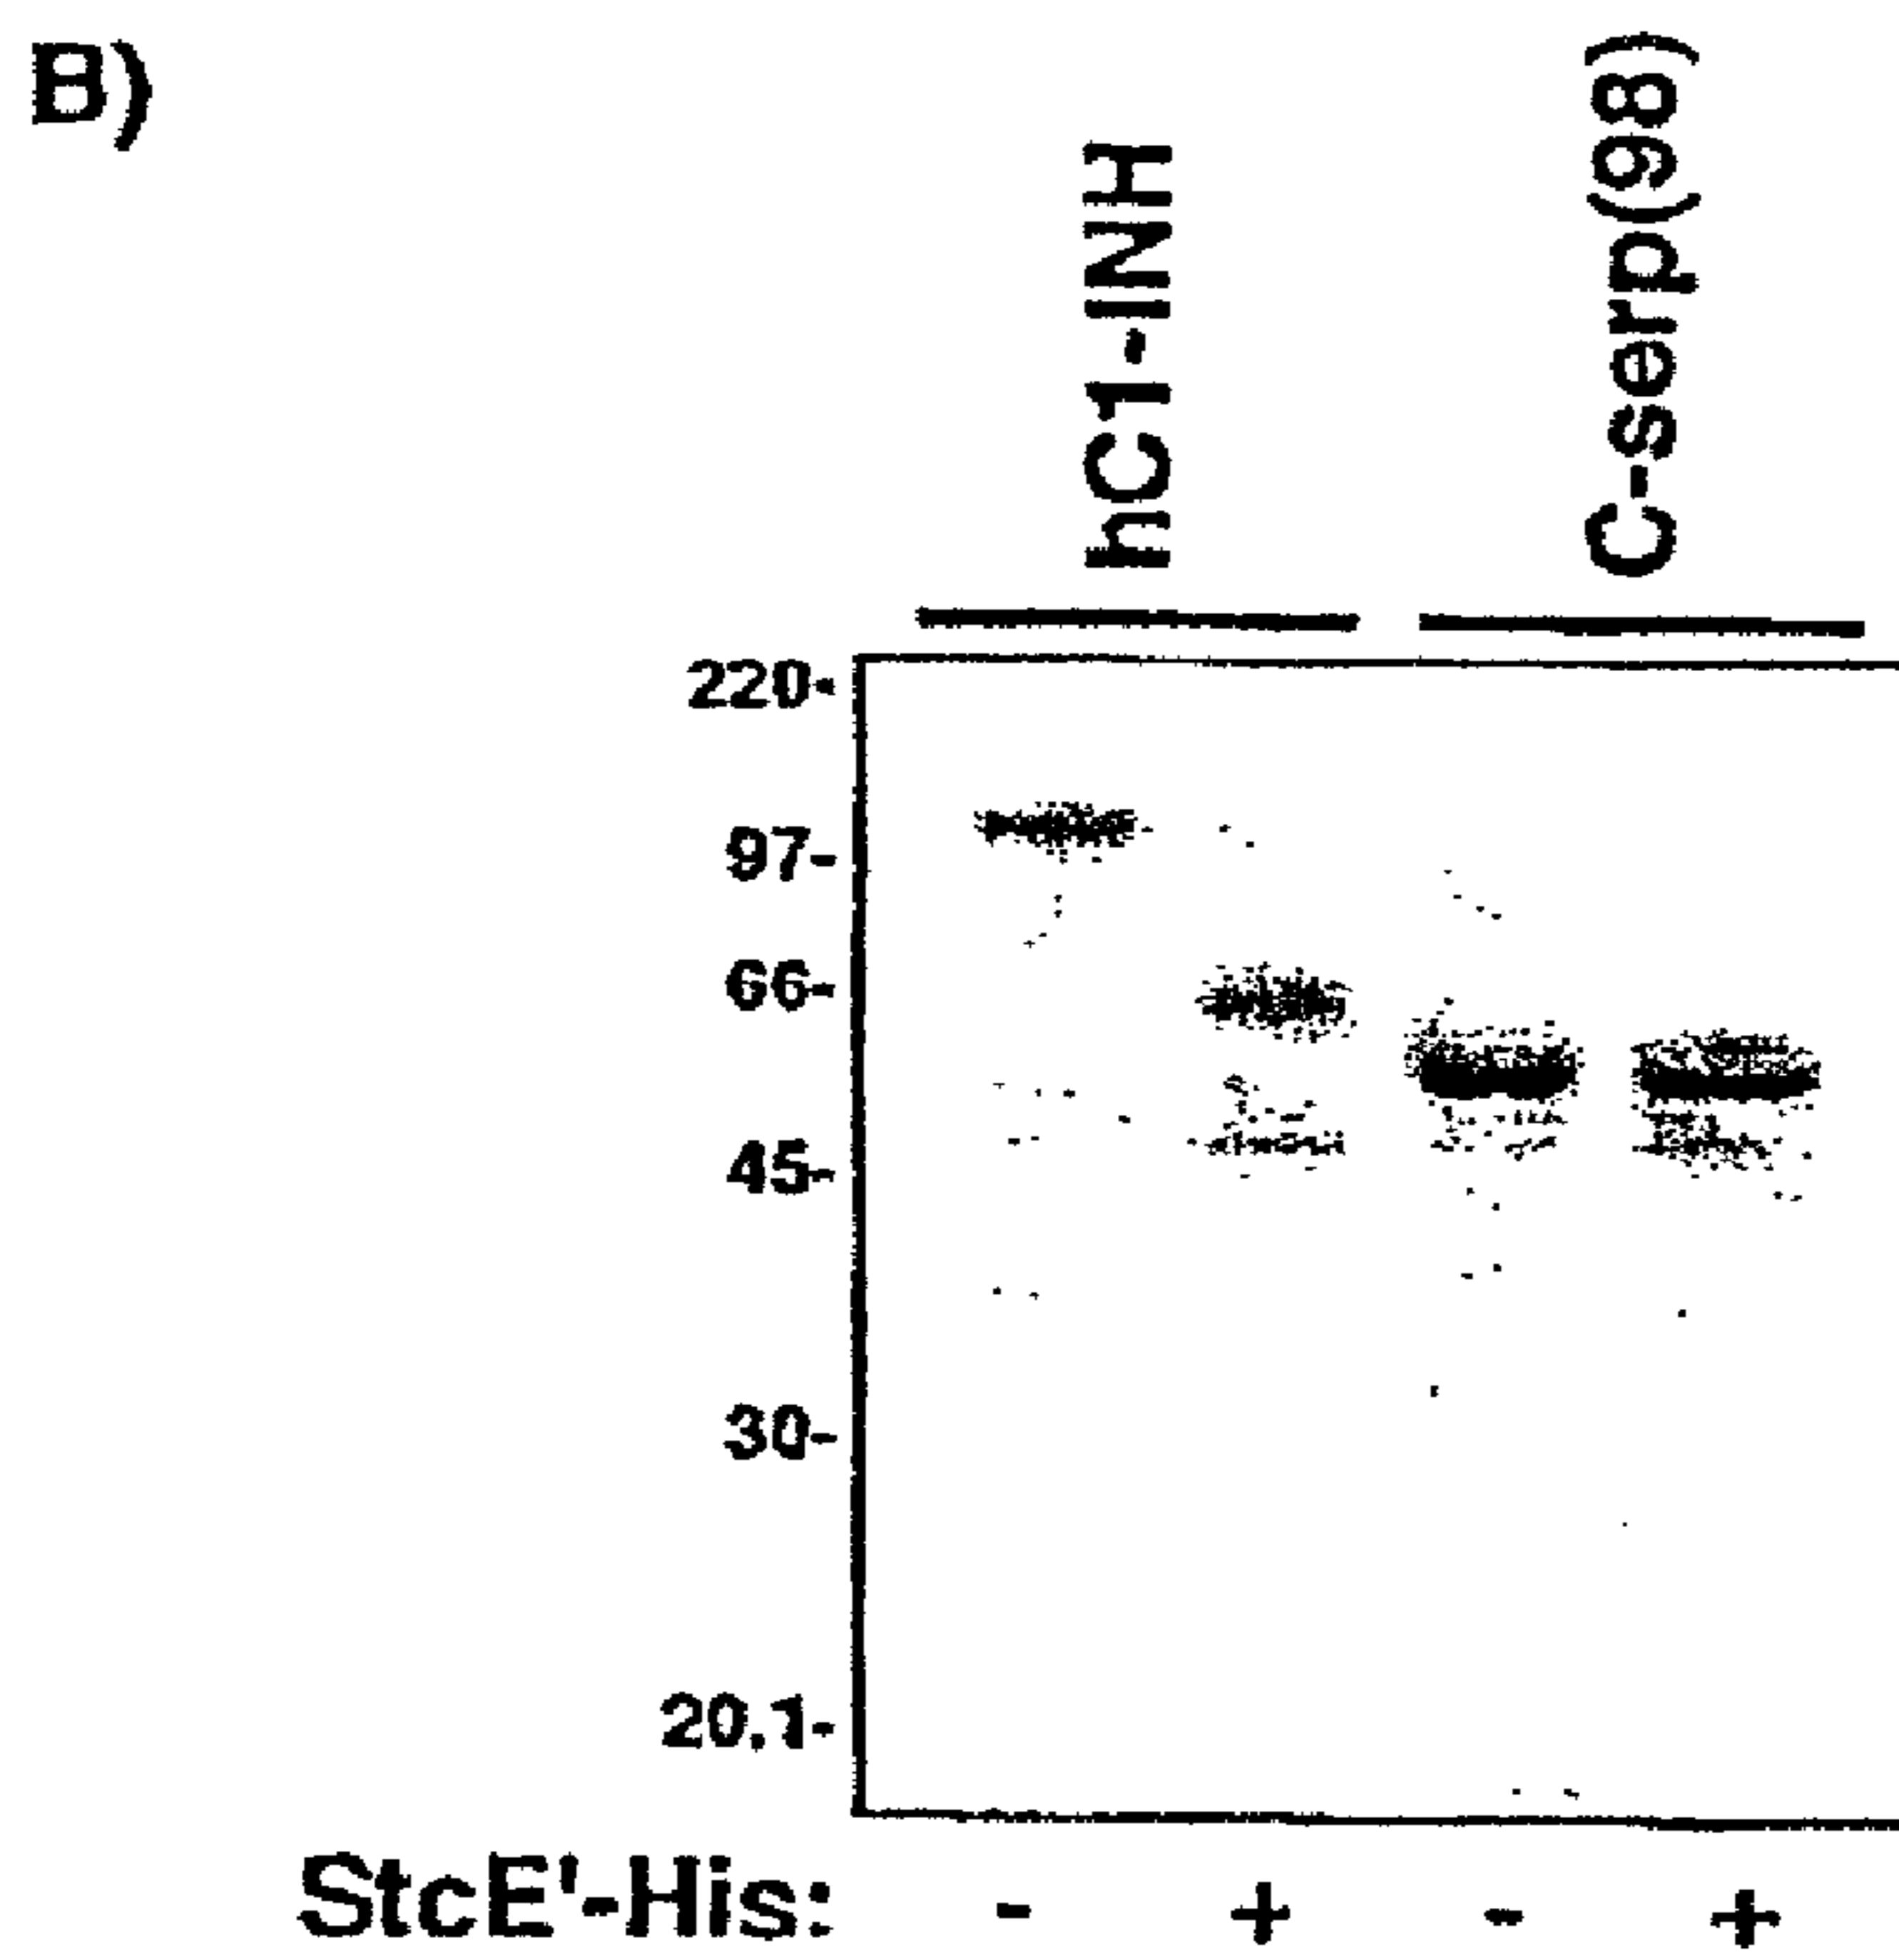 B)
hC1-INH
C-serp(98)
220-
97-
66-
45-
30-
20.1-
StcE'-His: - + - +